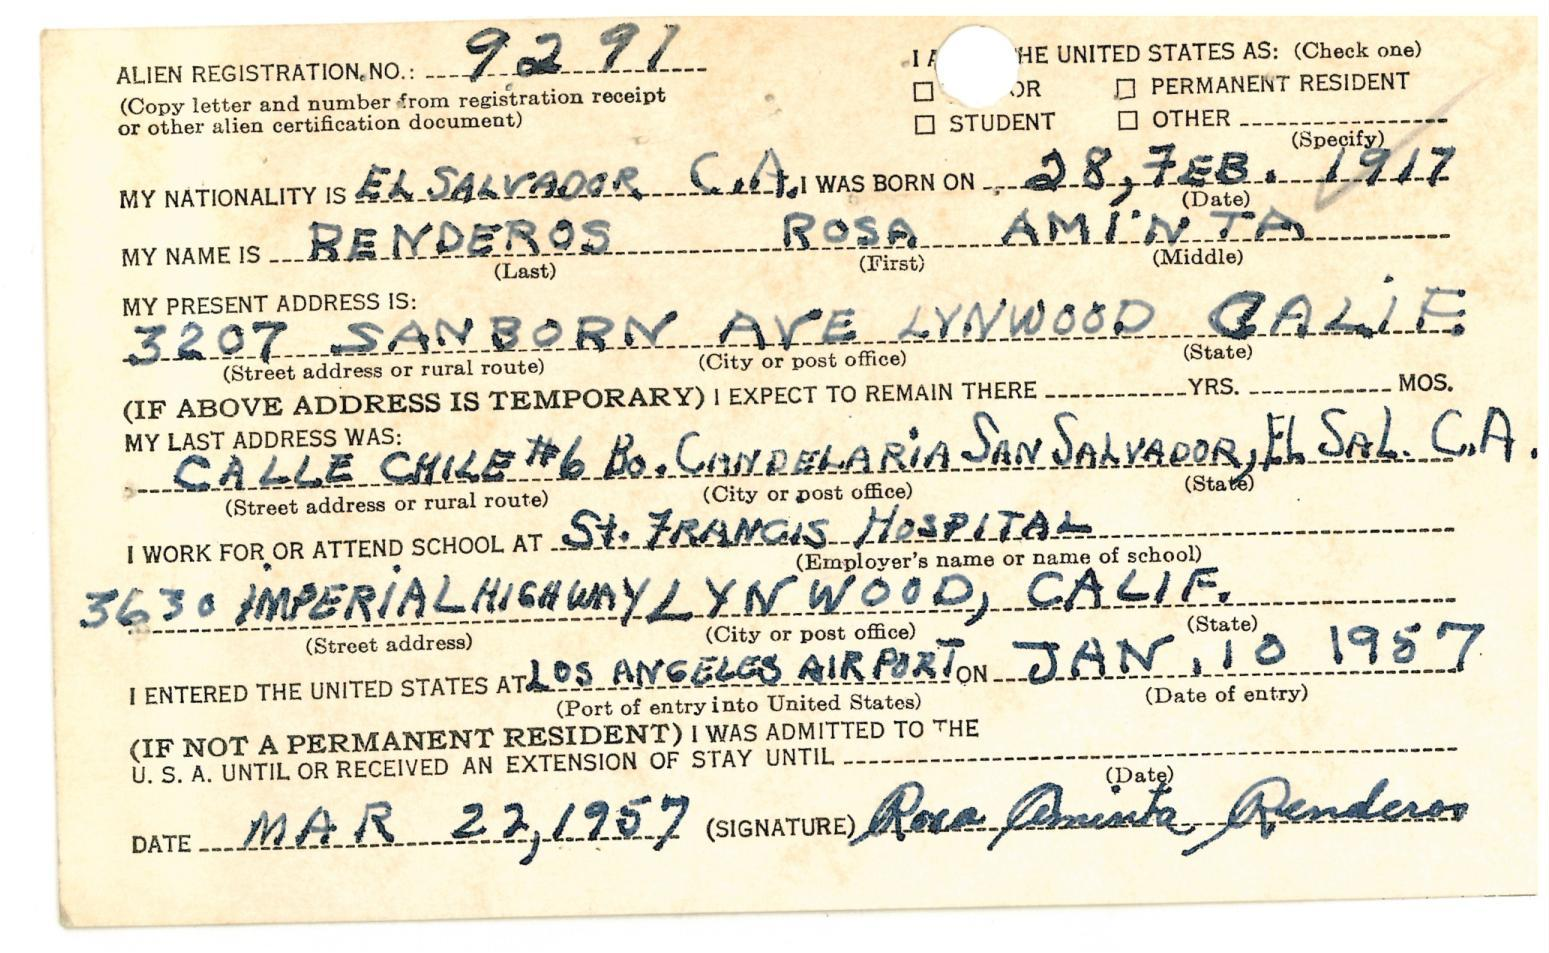 ALIEN REGISTRATION NO.: 9291
(Copy letter and number from registration receipt
or other alien certification document)
I A HE UNITED STATES AS: (Check one)
☐ OR ☐ PERMANENT RESIDENT
☐ STUDENT ☐ OTHER
(Specify)
MY NATIONALITY IS EL SALVADOR C.A. I WAS BORN ON 28, FEB. 1917
(Date)
MY NAME IS RENDEROS ROSA AMINTA
(Last) (First) (Middle)
MY PRESENT ADDRESS IS:
3207 SANBORN AVE LYNWOOD CALIF.
(Street address or rural route) (City or post office) (State)
(IF ABOVE ADDRESS IS TEMPORARY) I EXPECT TO REMAIN THERE YRS. MOS.
MY LAST ADDRESS WAS:
CALLE CHILE #6 Bo. CANDELARIA SAN SALVADOR, EL SAL. C.A.
(Street address or rural route) (City or post office) (State)
I WORK FOR OR ATTEND SCHOOL AT St. FRANCIS HOSPITAL
(Employer's name or name of school)
3630 IMPERIAL HIGHWAY LYNWOOD, CALIF.
(Street address) (City or post office) (State)
I ENTERED THE UNITED STATES AT LOS ANGELES AIRPORT ON JAN. 10 1957
(Port of entry into United States) (Date of entry)
(IF NOT A PERMANENT RESIDENT) I WAS ADMITTED TO THE
U. S. A. UNTIL OR RECEIVED AN EXTENSION OF STAY UNTIL
(Date)
DATE MAR 22, 1957 (SIGNATURE) Rosa Aminta Renderos